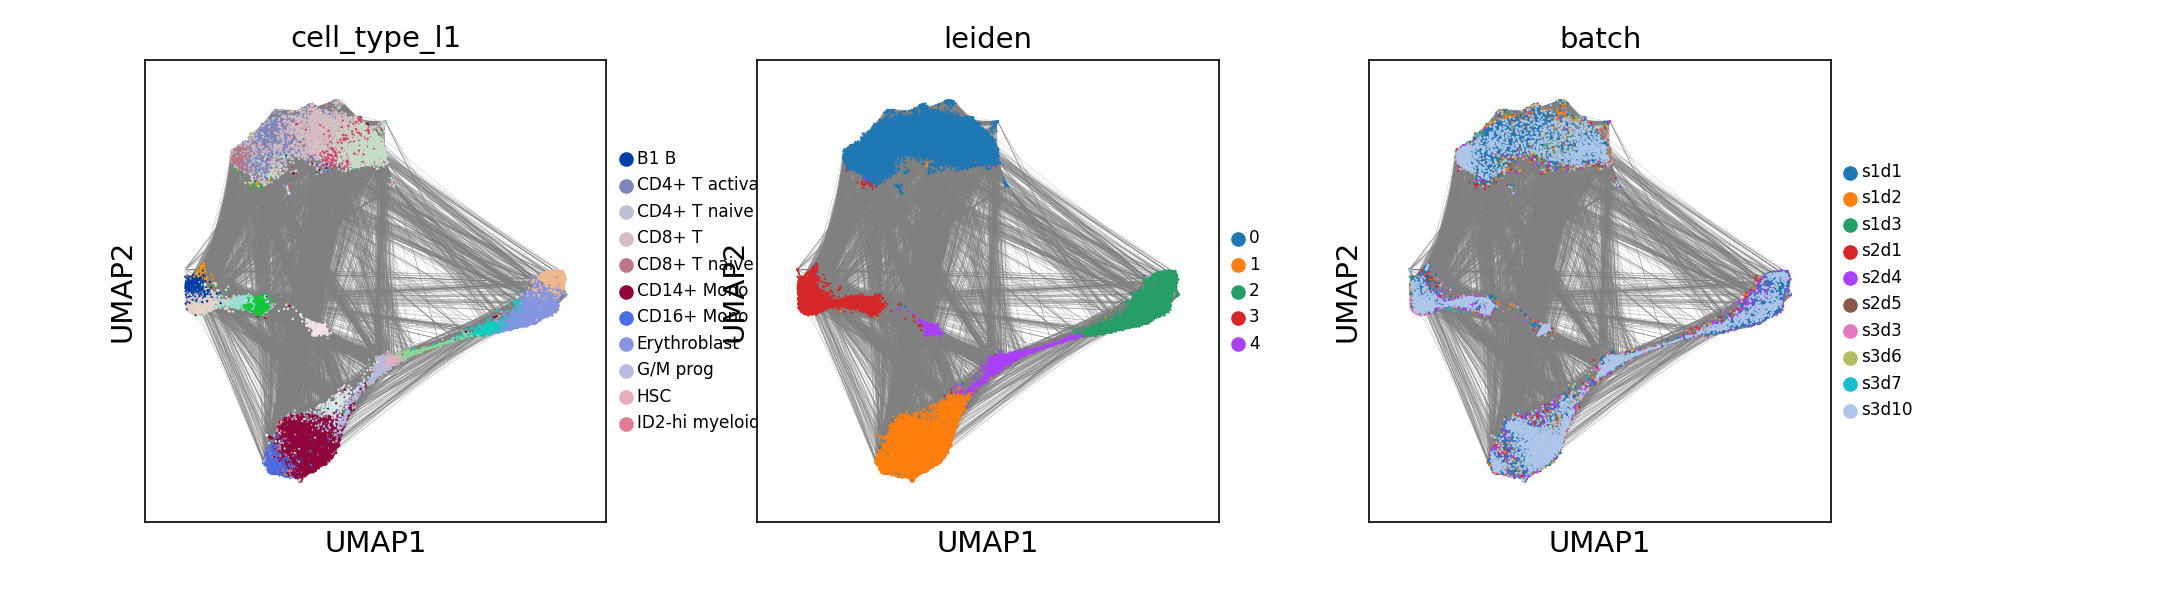 cell_type_l1
UMAP2
UMAP1
B1 B
CD4+ T activa
CD4+ T naive
CD8+ T
CD8+ T naive
CD14+ Mono
CD16+ Mono
Erythroblast
G/M prog
HSC
ID2-hi myeloid
leiden
UMAP2
UMAP1
0
1
2
3
4
batch
UMAP2
UMAP1
s1d1
s1d2
s1d3
s2d1
s2d4
s2d5
s3d3
s3d6
s3d7
s3d10